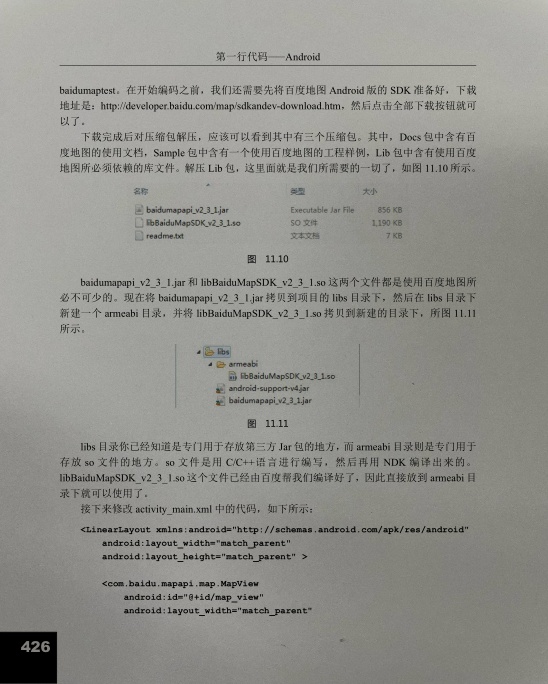 第一行代码——Android
baidumaptest。在开始编码之前，我们还需要先将百度地图 Android 版的 SDK 准备好，下载
地址是：http://developer.baidu.com/map/sdkandev-download.htm，然后点击全部下载按钮就可
以了。
下载完成后对压缩包解压，应该可以看到其中有三个压缩包。其中，Docs 包中含有百
度地图的使用文档，Sample 包中含有一个使用百度地图的工程样例，Lib 包中含有使用百度
地图所必须依赖的库文件。解压 Lib 包，这里面就是我们所需要的一切了，如图 11.10 所示。
名称 类型 大小
baidumapapi_v2_3_1.jar Executable Jar File 856 KB
libBaiduMapSDK_v2_3_1.so SO 文件 1,190 KB
readme.txt 文本文档 7 KB
图 11.10
baidumapapi_v2_3_1.jar 和 libBaiduMapSDK_v2_3_1.so 这两个文件都是使用百度地图所
必不可少的。现在将 baidumapapi_v2_3_1.jar 拷贝到项目的 libs 目录下，然后在 libs 目录下
新建一个 armeabi 目录，并将 libBaiduMapSDK_v2_3_1.so 拷贝到新建的目录下，所图 11.11
所示。
libs
armeabi
libBaiduMapSDK_v2_3_1.so
android-support-v4.jar
baidumapapi_v2_3_1.jar
图 11.11
libs 目录你已经知道是专门用于存放第三方 Jar 包的地方，而 armeabi 目录则是专门用于
存放 so 文件的地方。so 文件是用 C/C++语言进行编写，然后再用 NDK 编译出来的。
libBaiduMapSDK_v2_3_1.so 这个文件已经由百度帮我们编译好了，因此直接放到 armeabi 目
录下就可以使用了。
接下来修改 activity_main.xml 中的代码，如下所示：
<LinearLayout xmlns:android="http://schemas.android.com/apk/res/android"
android:layout_width="match_parent"
android:layout_height="match_parent" >
<com.baidu.mapapi.map.MapView
android:id="@+id/map_view"
android:layout_width="match_parent"
426